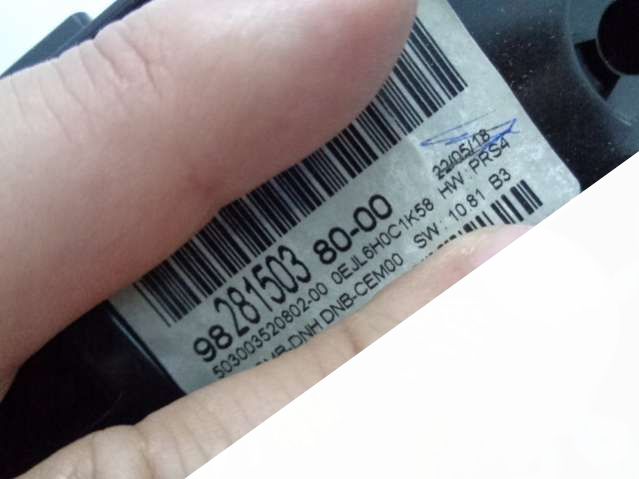 98 281503 80-00
22/05/18
503003520802-00 0EJL6H0C1K58 HW : PRS4
DNB-CEM00 SW : 10.81 B3